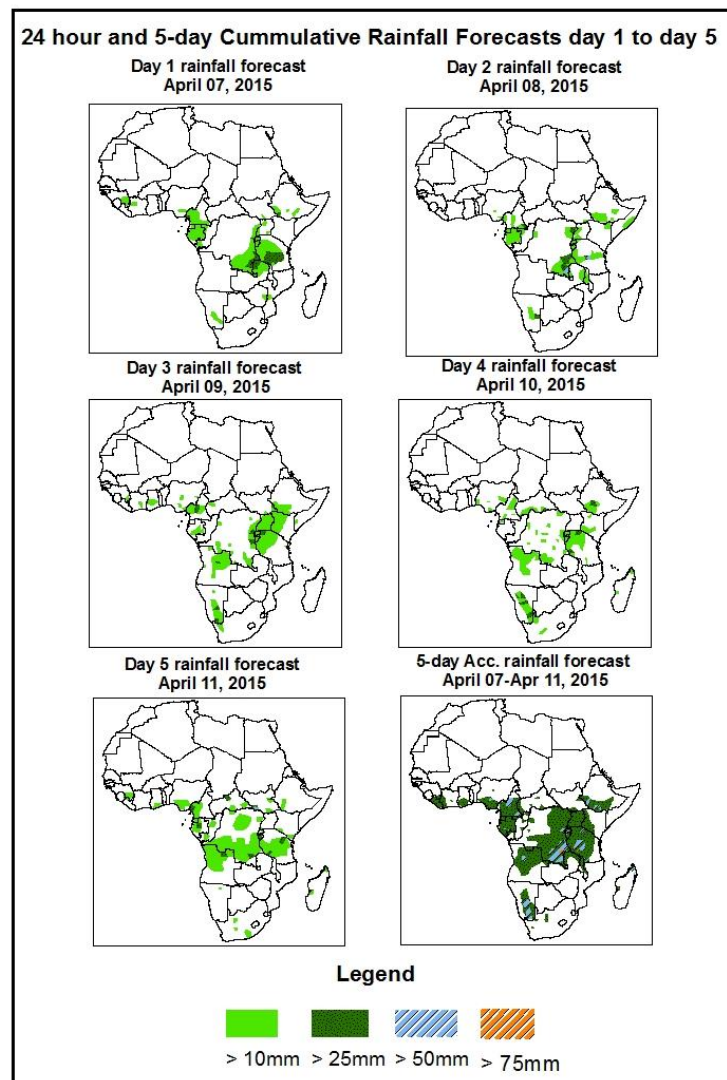 24 hour and 5-day Cummulative Rainfall Forecasts day 1 to day 5
Day 1 rainfall forecast
April 07, 2015
Day 2 rainfall forecast
April 08, 2015
Day 3 rainfall forecast
April 09, 2015
Day 4 rainfall forecast
April 10, 2015
Day 5 rainfall forecast
April 11, 2015
5-day Acc. rainfall forecast
April 07-Apr 11, 2015
Legend
> 10mm > 25mm > 50mm > 75mm